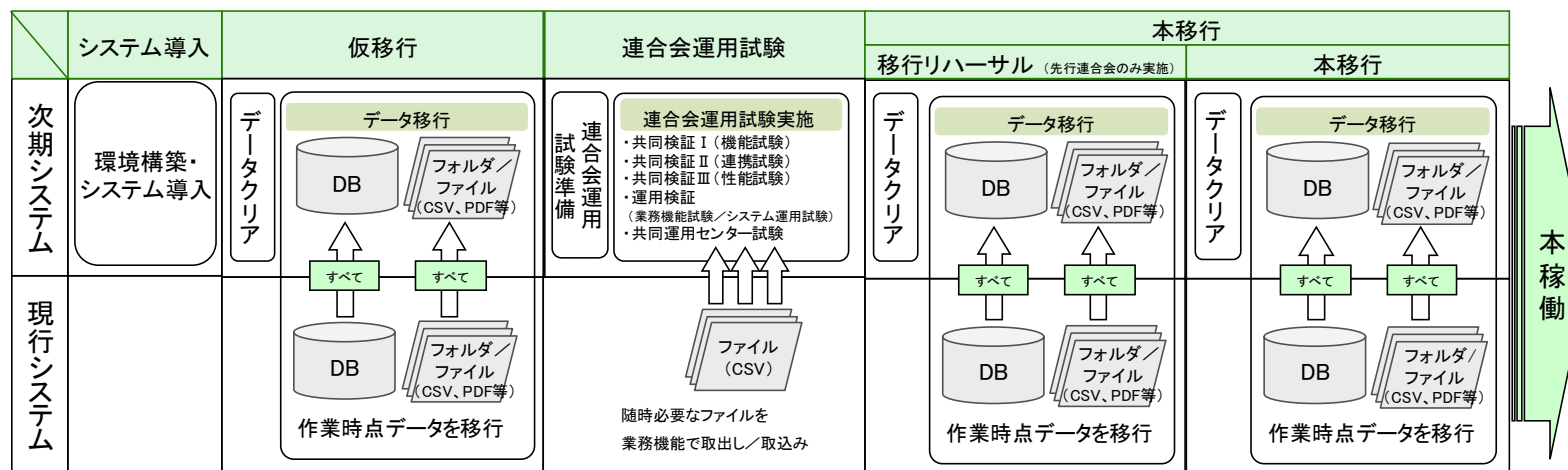 システム導入
仮移行
連合会運用試験
本移行
移行リハーサル（先行連合会のみ実施）
本移行
次期システム
環境構築・
システム導入
データクリア
データ移行
DB
フォルダ／
ファイル
（CSV、PDF等）
すべて
すべて
連合会運用
試験準備
連合会運用試験実施
・共同検証Ⅰ（機能試験）
・共同検証Ⅱ（連携試験）
・共同検証Ⅲ（性能試験）
・運用検証
（業務機能試験／システム運用試験）
・共同運用センター試験
データクリア
データ移行
DB
フォルダ／
ファイル
（CSV、PDF等）
すべて
すべて
データクリア
データ移行
DB
フォルダ／
ファイル
（CSV、PDF等）
すべて
すべて
現行システム
DB
フォルダ／
ファイル
（CSV、PDF等）
作業時点データを移行
ファイル
（CSV）
随時必要なファイルを
業務機能で取出し／取込み
DB
フォルダ／
ファイル
（CSV、PDF等）
作業時点データを移行
DB
フォルダ/
ファイル
（CSV、PDF等）
作業時点データを移行
本稼働